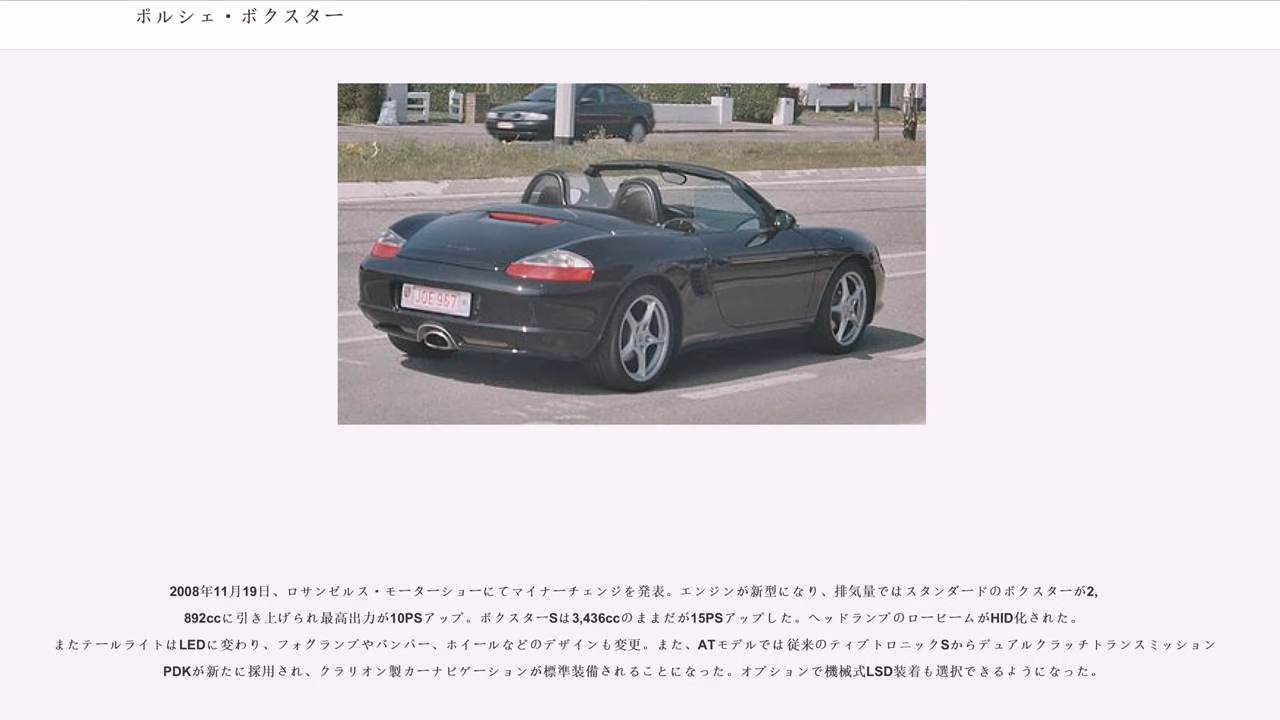 ポルシェ・ボクスター
JOE 967
2008年11月19日、ロサンゼルス・モーターショーにてマイナーチェンジを発表。エンジンが新型になり、排気量ではスタンダードのボクスターが2,
892ccに引き上げられ最高出力が10PSアップ。ボクスターSは3,436ccのままだが15PSアップした。ヘッドランプのロービームがHID化された。
またテールライトはLEDに変わり、フォグランプやバンパー、ホイールなどのデザインも変更。また、ATモデルでは従来のティプトロニックSからデュアルクラッチトランスミッション
PDKが新たに採用され、クラリオン製カーナビゲーションが標準装備されることになった。オプションで機械式LSD装着も選択できるようになった。